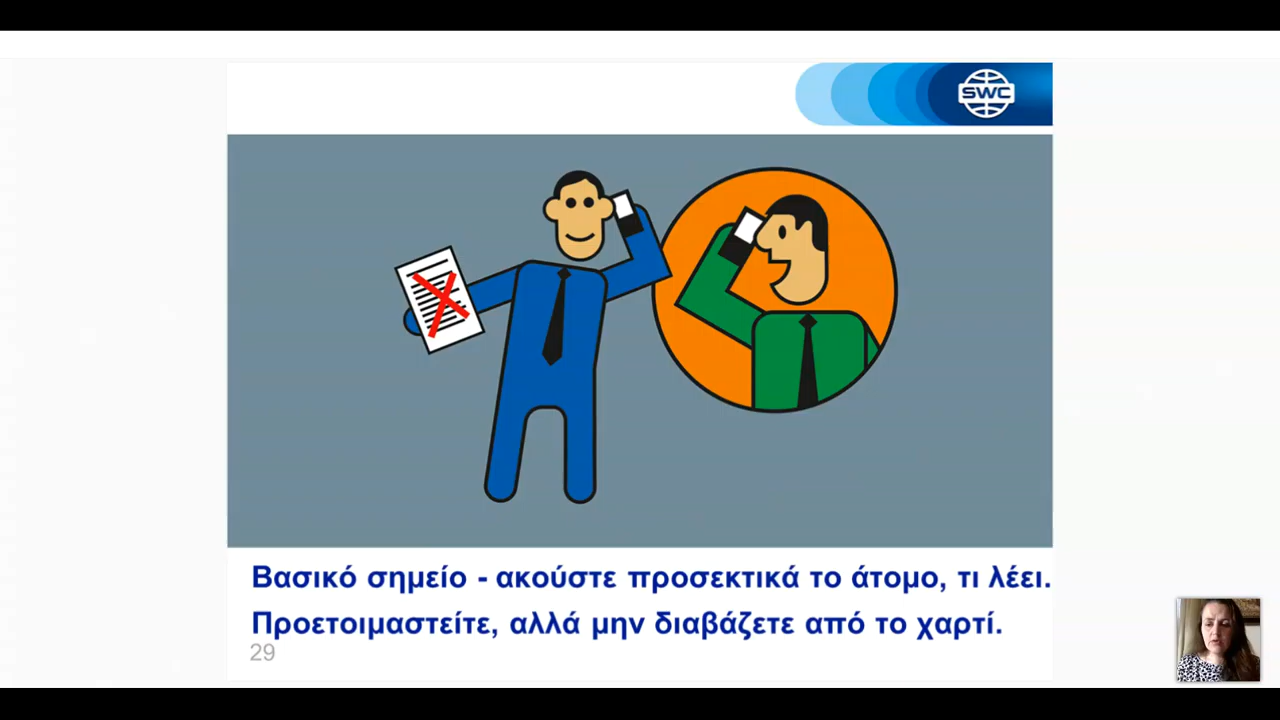 SWC
Βασικό σημείο - ακούστε προσεκτικά το άτομο, τι λέει.
Προετοιμαστείτε, αλλά μην διαβάζετε από το χαρτί.
29